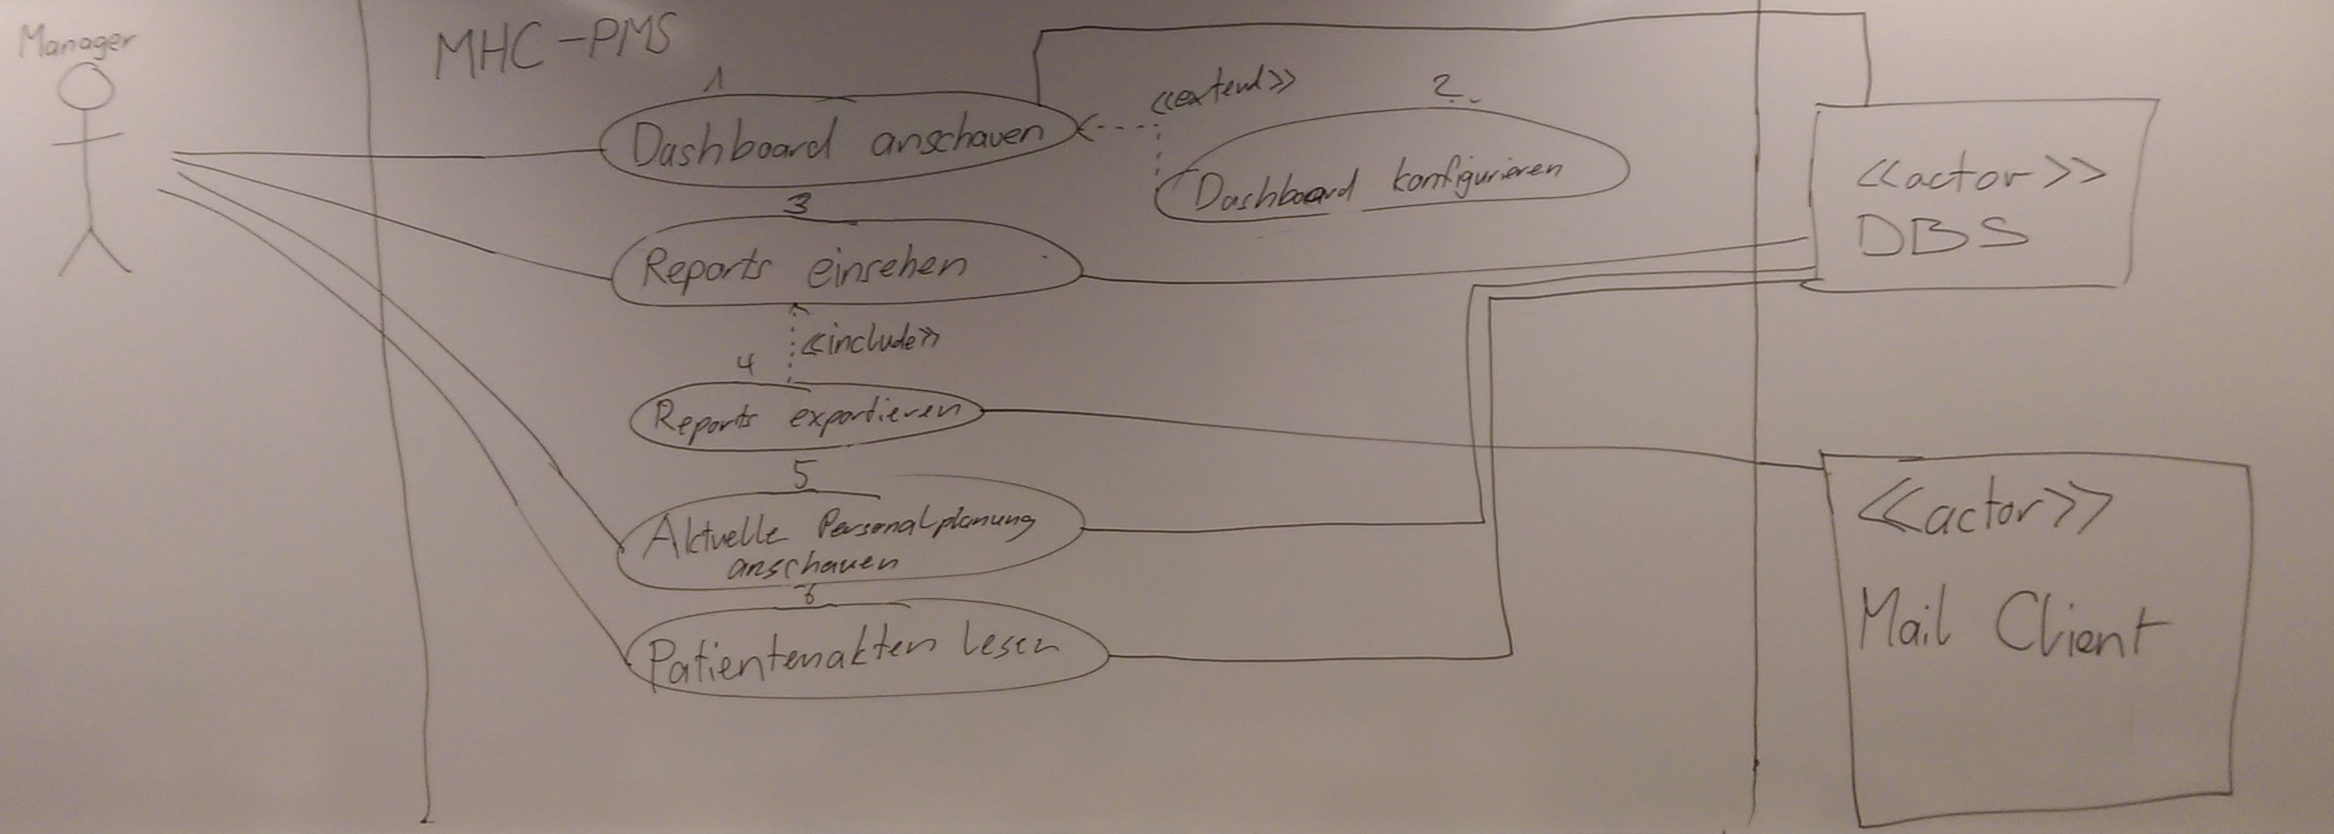 Manager
MHC-PMS
1
Dashboard anschauen
<<extend>>
2
Dashboard konfigurieren
3
Reports einsehen
<<include>>
4
Reports exportieren
5
Aktuelle Personalplanung
anschauen
6
Patientenakten lesen
<<actor>>
DBS
<<actor>>
Mail Client